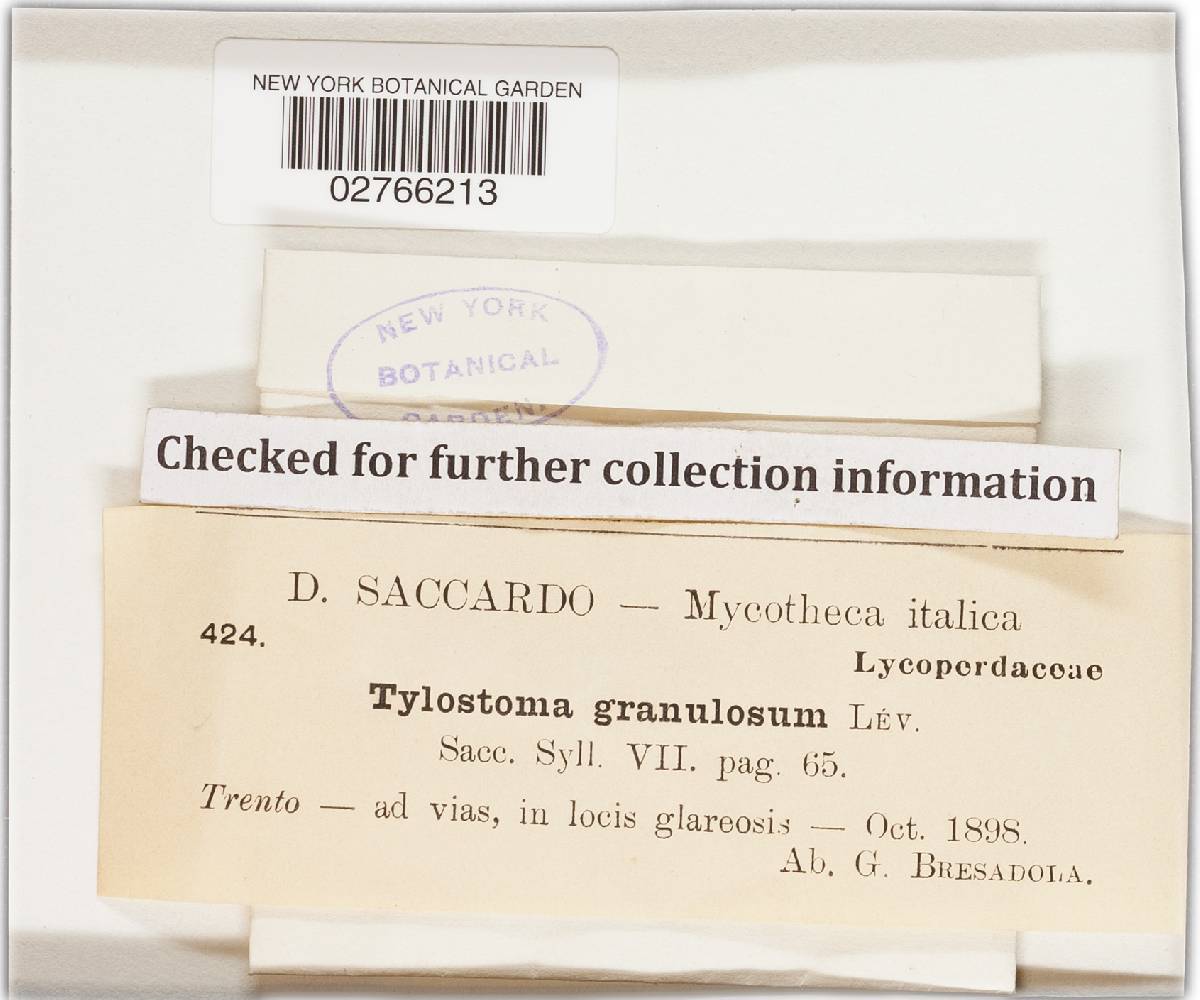 NEW YORK BOTANICAL GARDEN
02766213
NEW YORK
BOTANICAL
GARDEN.
Checked for further collection information
D. SACCARDO — Mycotheca italica
424.
Lycoperdaceae
Tylostoma granulosum LÉV.
Sacc. Syll. VII. pag. 65.
Trento — ad vias, in locis glareosis — Oct. 1898.
Ab. G. BRESADOLA.